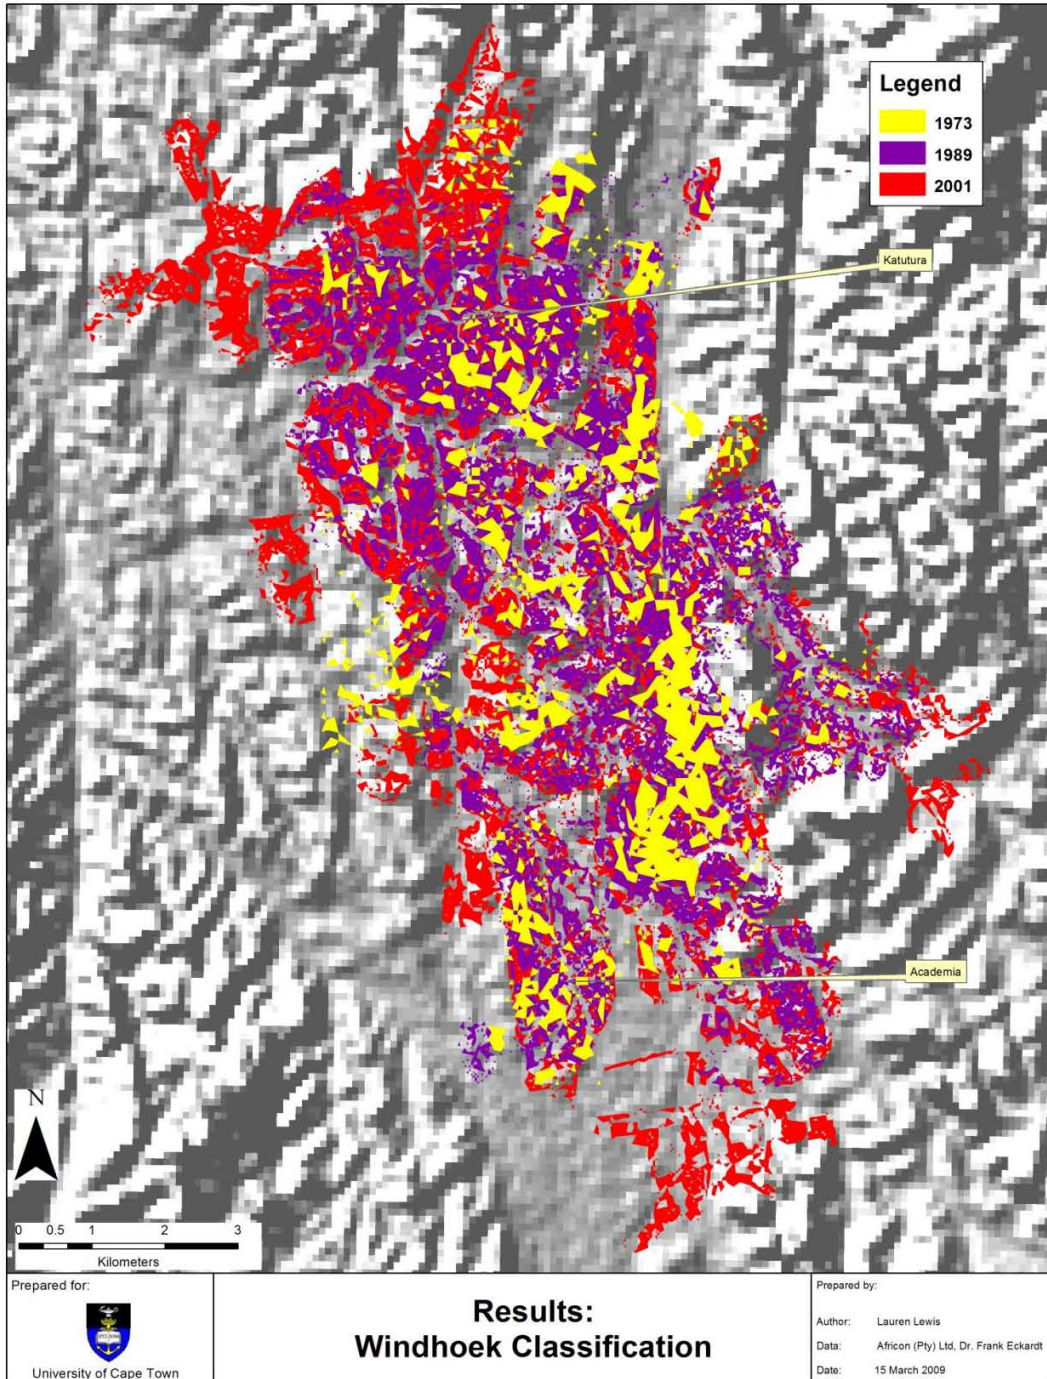 Legend
1973
1989
2001
Katutura
Academia
N
0 0.5 1 2 3
Kilometers
Prepared for:
University of Cape Town
Results:
Windhoek Classification
Prepared by:
Author: Lauren Lewis
Data: Africon (Pty) Ltd, Dr. Frank Eckardt
Date: 15 March 2009